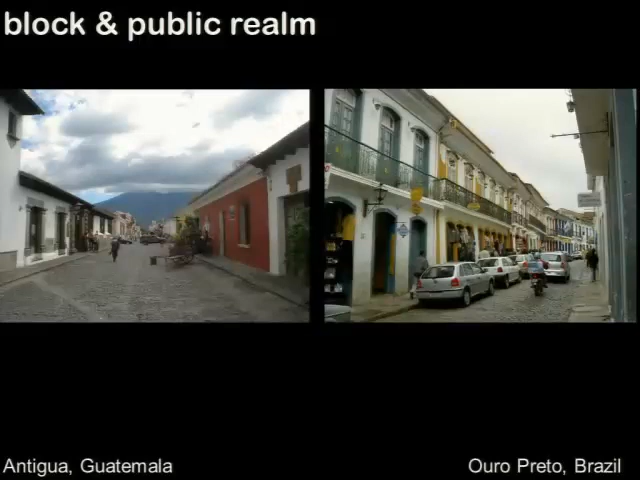 block & public realm
Antigua, Guatemala
Ouro Preto, Brazil